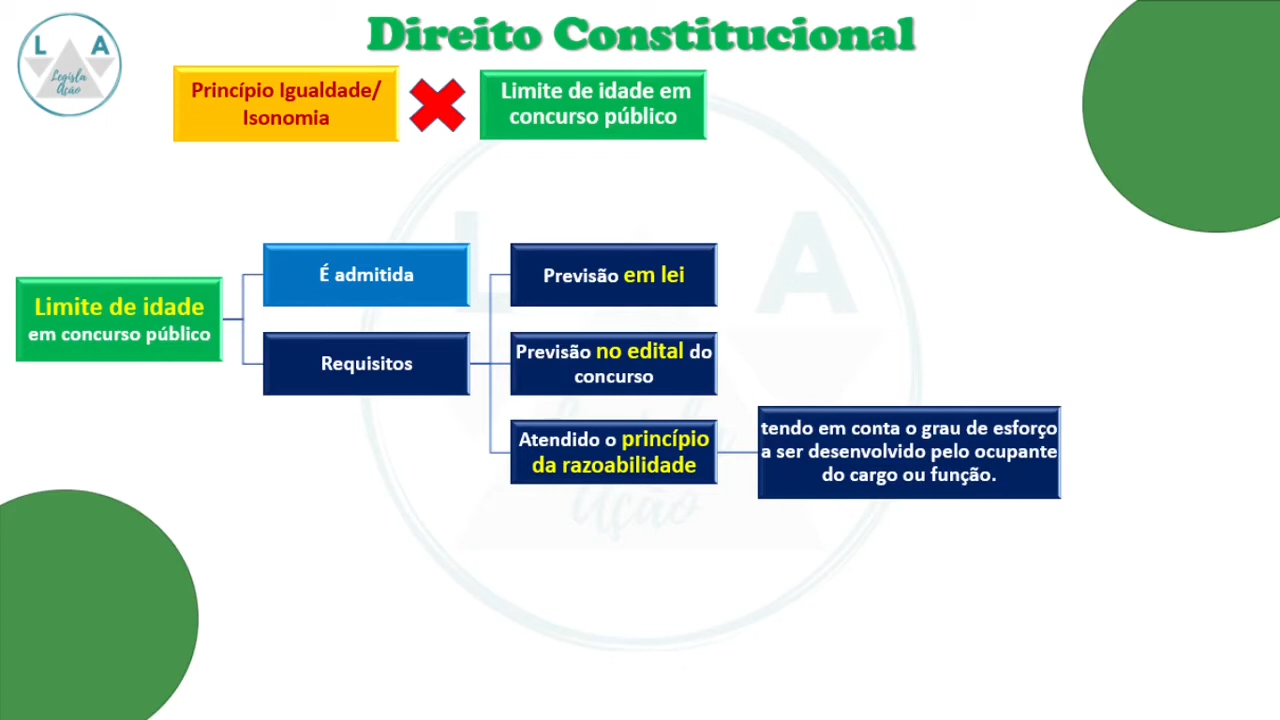 Direito Constitucional
L A
Legisla
Ação
Princípio Igualdade/
Isonomia
Limite de idade em
concurso público
Limite de idade
em concurso público
É admitida
Requisitos
Previsão em lei
Previsão no edital do
concurso
Atendido o princípio
da razoabilidade
tendo em conta o grau de esforço
a ser desenvolvido pelo ocupante
do cargo ou função.
L A
Legisla
Ação